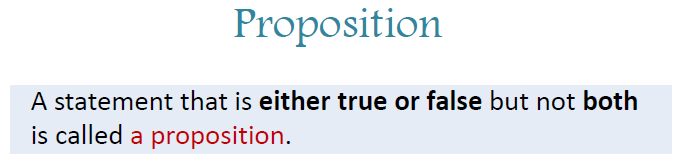 Proposition
A statement that is either true or false but not both
is called a proposition.